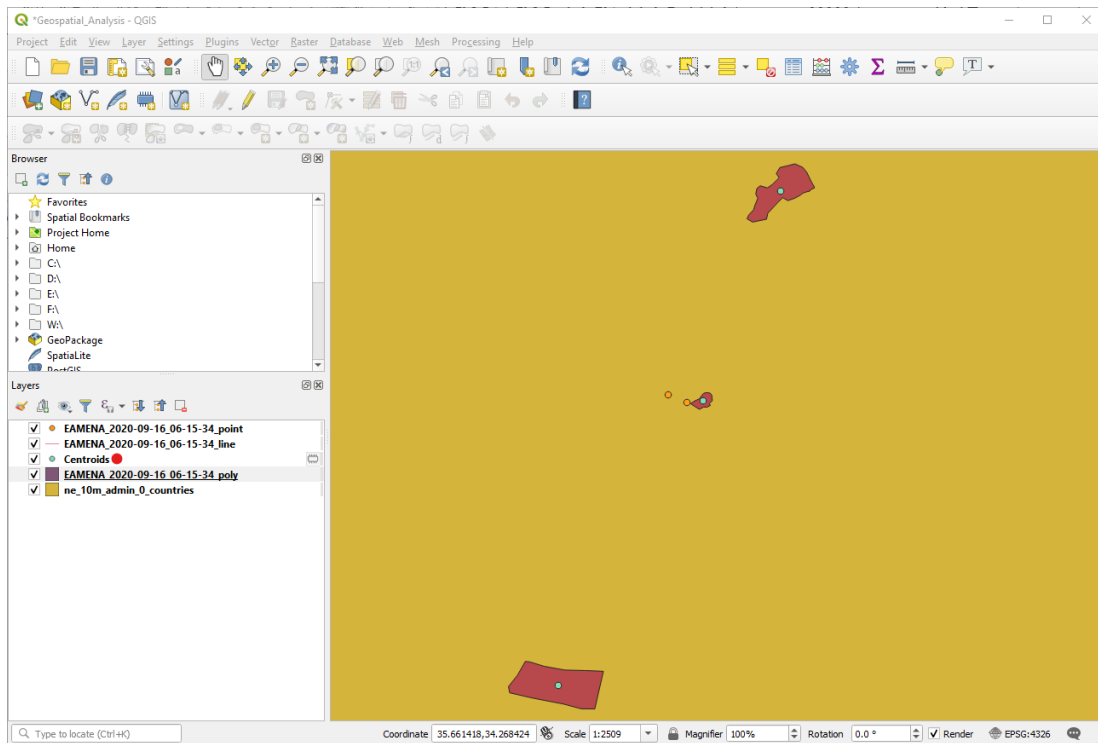 *Geospatial_Analysis - QGIS
Project Edit View Layer Settings Plugins Vector Raster Database Web Mesh Processing Help
Browser
Favorites
Spatial Bookmarks
Project Home
Home
C:\
D:\
E:\
F:\
W:\
GeoPackage
SpatiaLite
PostGIS
Layers
EAMENA_2020-09-16_06-15-34_point
EAMENA_2020-09-16_06-15-34_line
Centroids
EAMENA_2020-09-16_06-15-34_poly
ne_10m_admin_0_countries
Type to locate (Ctrl+K) Coordinate 35.661418,34.268424 Scale 1:2509 Magnifier 100% Rotation 0.0 ° Render EPSG:4326